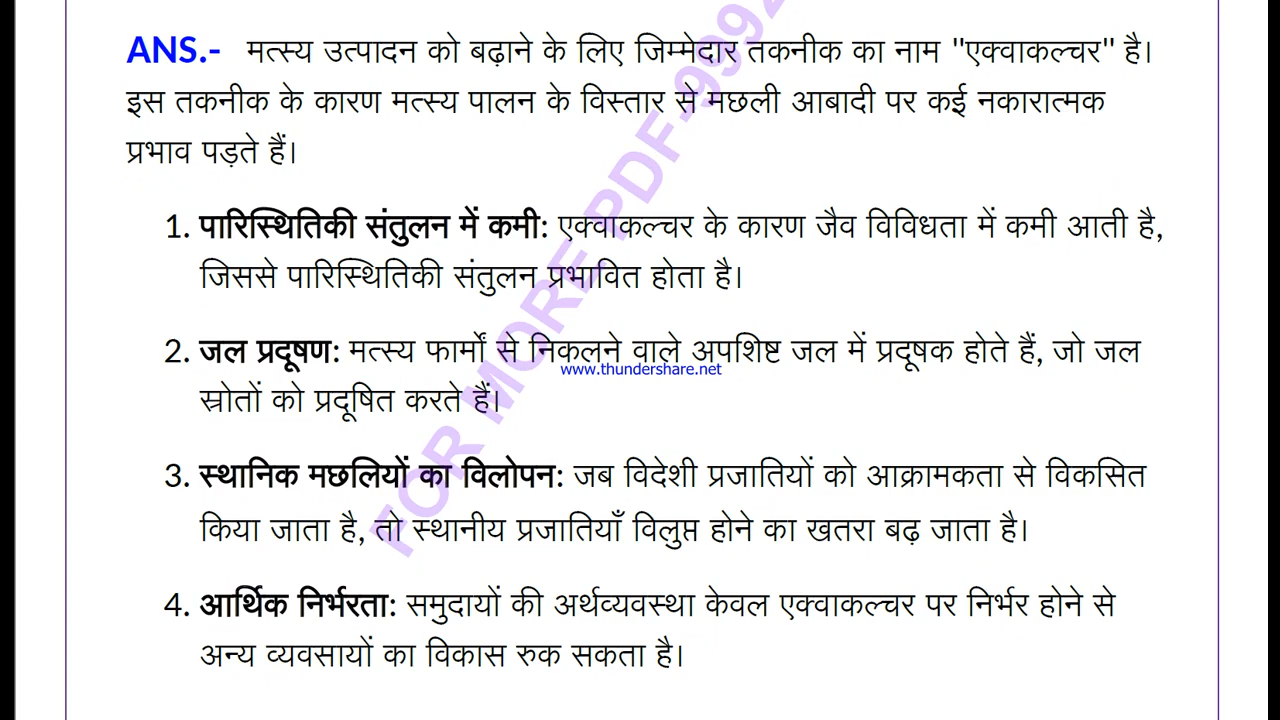 ANS.- मत्स्य उत्पादन को बढ़ाने के लिए जिम्मेदार तकनीक का नाम "एक्वाकल्चर" है।
इस तकनीक के कारण मत्स्य पालन के विस्तार से मछली आबादी पर कई नकारात्मक
प्रभाव पड़ते हैं।
1. पारिस्थितिकी संतुलन में कमी: एक्वाकल्चर के कारण जैव विविधता में कमी आती है,
जिससे पारिस्थितिकी संतुलन प्रभावित होता है।
2. जल प्रदूषण: मत्स्य फार्मों से निकलने वाले अपशिष्ट जल में प्रदूषक होते हैं, जो जल
www.thundershare.net
स्रोतों को प्रदूषित करते हैं।
3. स्थानिक मछलियों का विलोपन: जब विदेशी प्रजातियों को आक्रामकता से विकसित
किया जाता है, तो स्थानीय प्रजातियाँ विलुप्त होने का खतरा बढ़ जाता है।
4. आर्थिक निर्भरता: समुदायों की अर्थव्यवस्था केवल एक्वाकल्चर पर निर्भर होने से
अन्य व्यवसायों का विकास रुक सकता है।
FOR MORE PDF-999